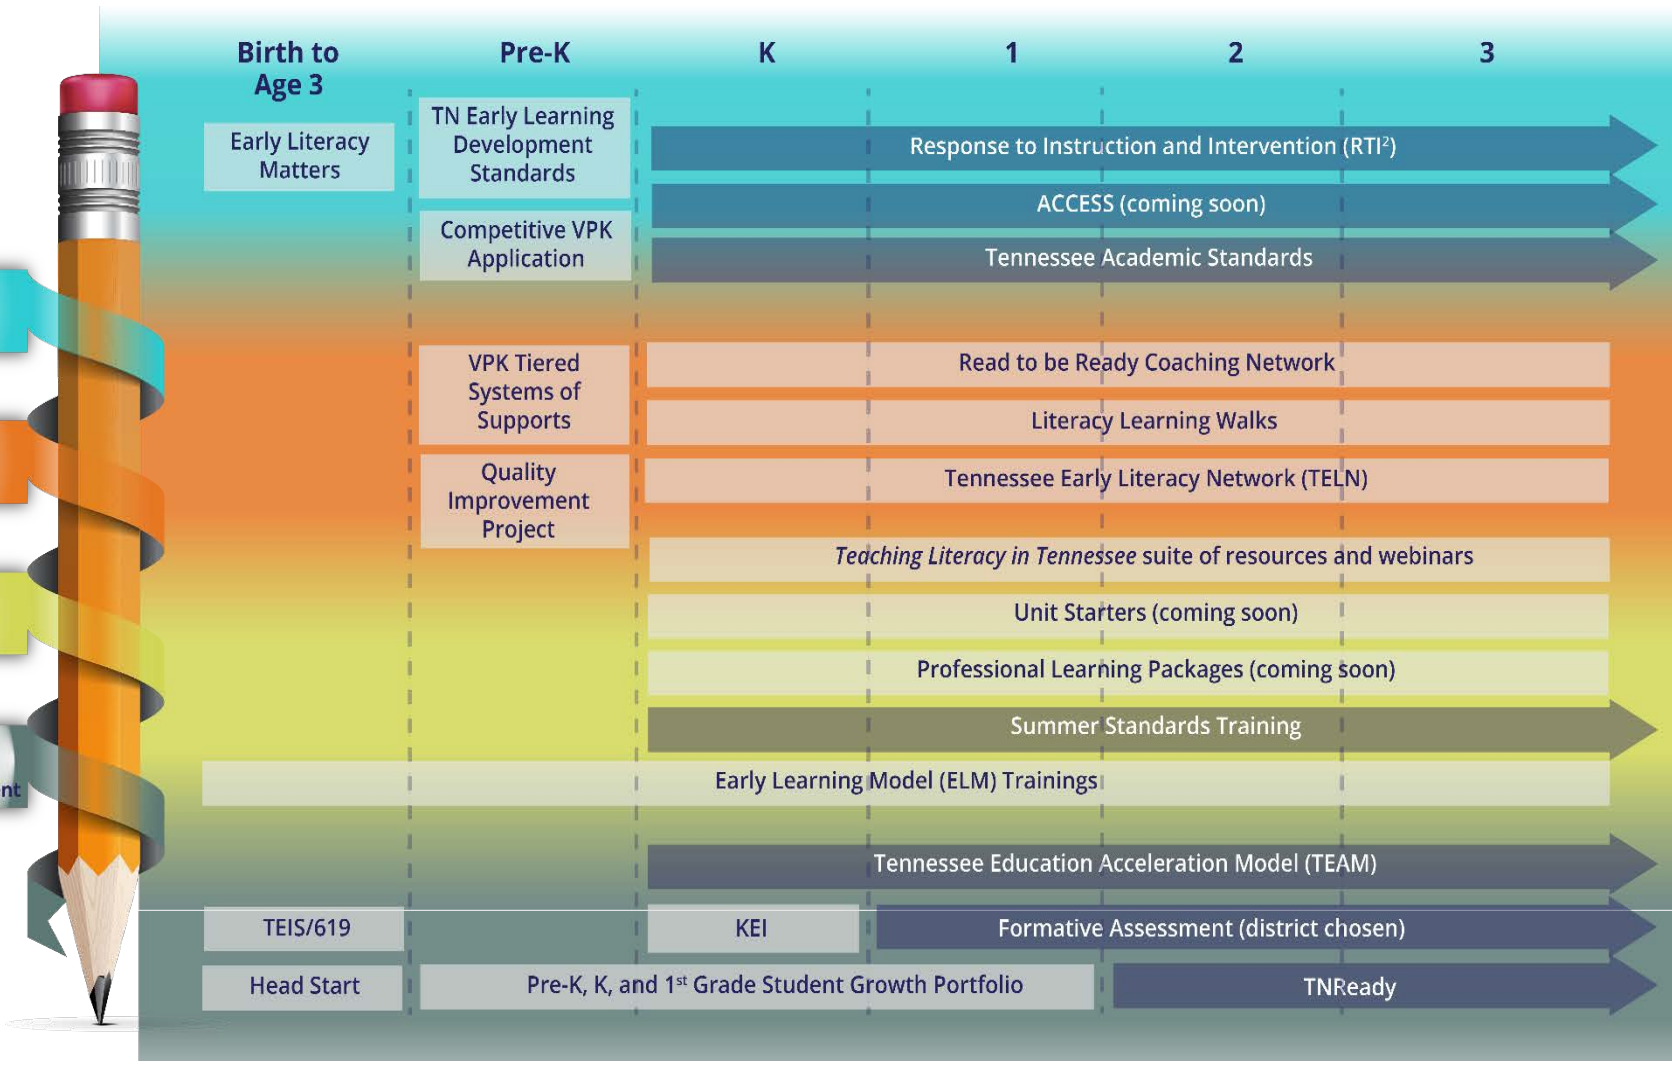 Birth to
Age 3
Pre-K
K
1
2
3
Early Literacy
Matters
TN Early Learning
Development
Standards
Competitive VPK
Application
Response to Instruction and Intervention (RTI²)
ACCESS (coming soon)
Tennessee Academic Standards
VPK Tiered
Systems of
Supports
Quality
Improvement
Project
Read to be Ready Coaching Network
Literacy Learning Walks
Tennessee Early Literacy Network (TELN)
Teaching Literacy in Tennessee suite of resources and webinars
Unit Starters (coming soon)
Professional Learning Packages (coming soon)
Summer Standards Training
Early Learning Model (ELM) Trainings
nt
Tennessee Education Acceleration Model (TEAM)
TEIS/619
KEI
Formative Assessment (district chosen)
Head Start
Pre-K, K, and 1st Grade Student Growth Portfolio
TNReady